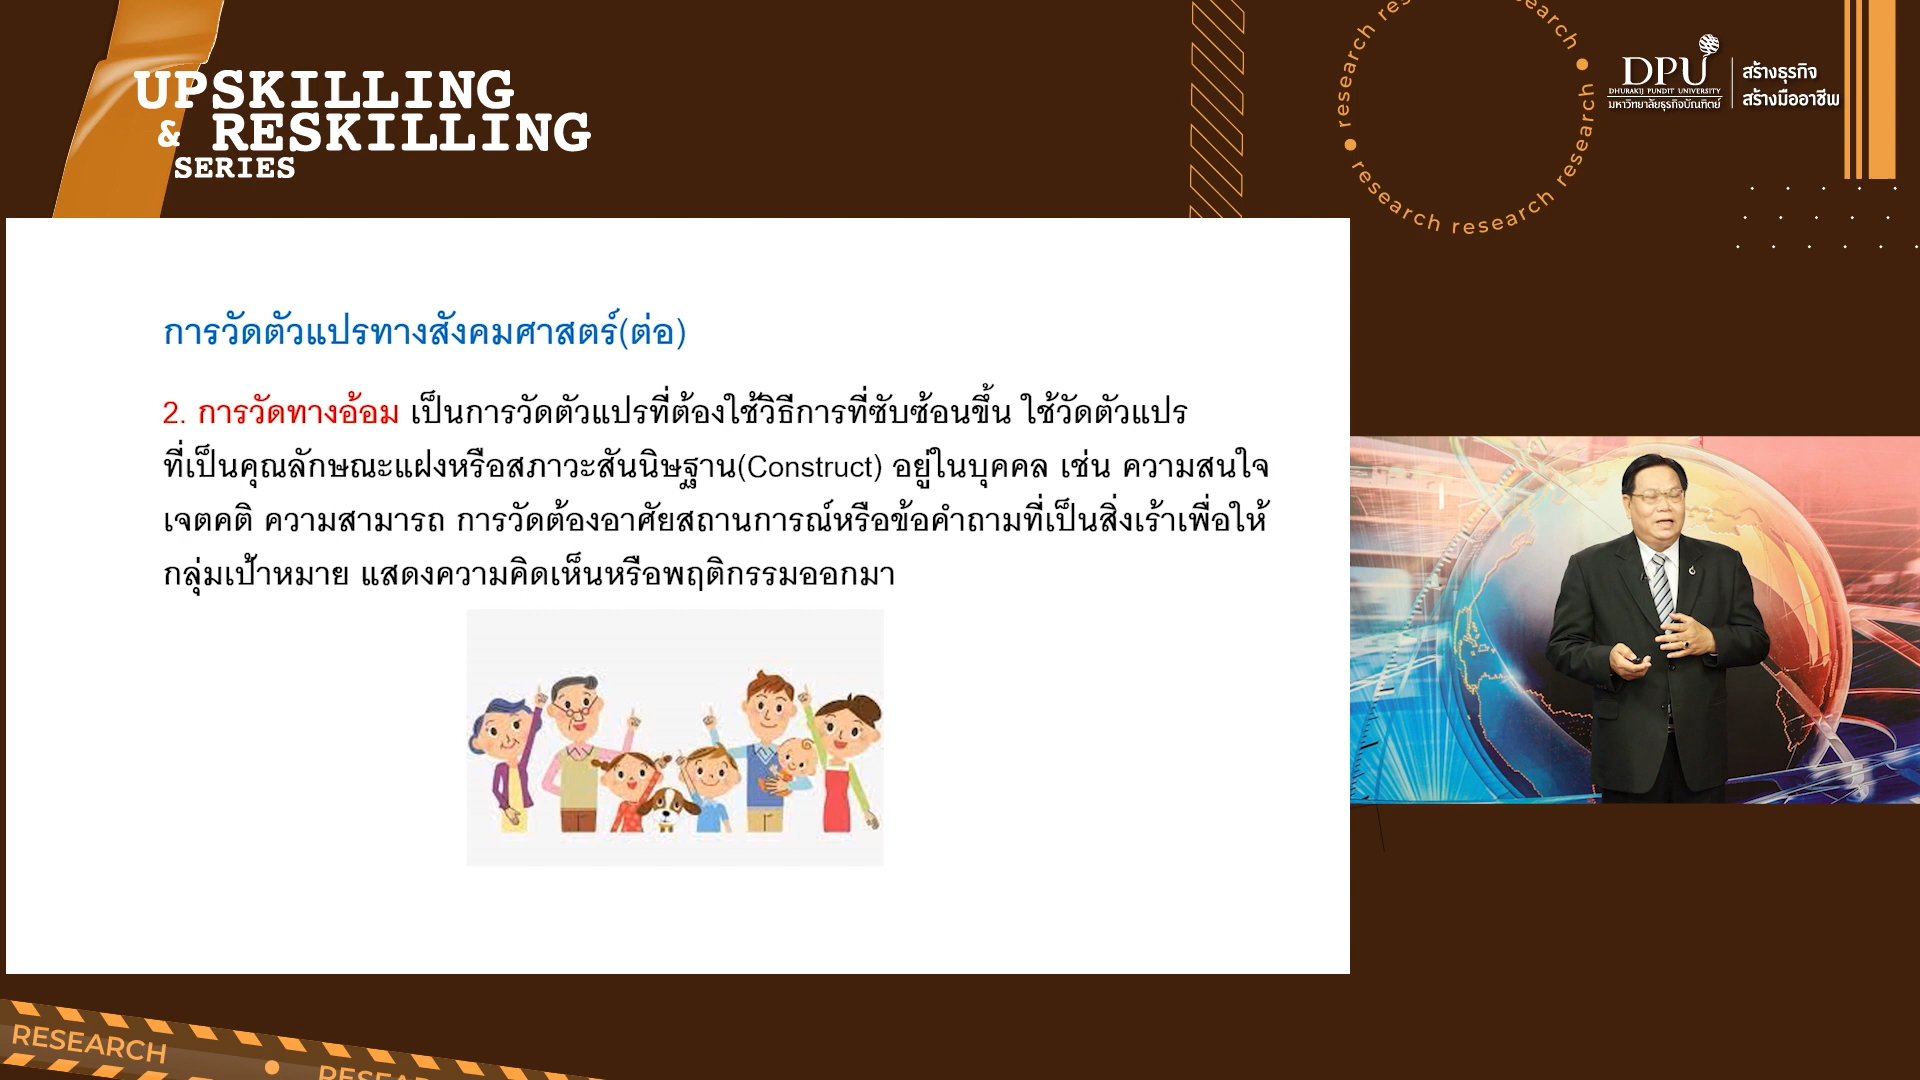 UPSKILLING
& RESKILLING
SERIES
research research research research
DPU
DHURAKIJ PUNDIT UNIVERSITY
มหาวิทยาลัยธุรกิจบัณฑิตย์
สร้างธุรกิจ
สร้างมืออาชีพ
การวัดตัวแปรทางสังคมศาสตร์(ต่อ)
2. การวัดทางอ้อม เป็นการวัดตัวแปรที่ต้องใช้วิธีการที่ซับซ้อนขึ้น ใช้วัดตัวแปร
ที่เป็นคุณลักษณะแฝงหรือสภาวะสันนิษฐาน(Construct) อยู่ในบุคคล เช่น ความสนใจ
เจตคติ ความสามารถ การวัดต้องอาศัยสถานการณ์หรือข้อคำถามที่เป็นสิ่งเร้าเพื่อให้
กลุ่มเป้าหมาย แสดงความคิดเห็นหรือพฤติกรรมออกมา
RESEARCH